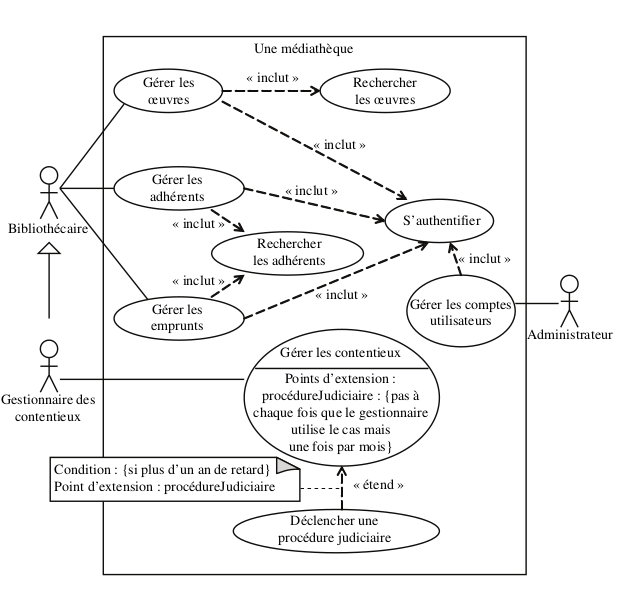 Une médiathèque
Gérer les
œuvres
« inclut »
Rechercher
les œuvres
« inclut »
Gérer les
adhérents
« inclut »
S’authentifier
Bibliothécaire
« inclut »
Rechercher
les adhérents
« inclut »
« inclut »
« inclut »
Gérer les
emprunts
Gérer les comptes
utilisateurs
Administrateur
Gestionnaire des
contentieux
Gérer les contentieux
Points d’extension :
procédureJudiciaire : {pas à
chaque fois que le gestionnaire
utilise le cas mais
une fois par mois}
Condition : {si plus d’un an de retard}
Point d’extension : procédureJudiciaire
« étend »
Déclencher une
procédure judiciaire